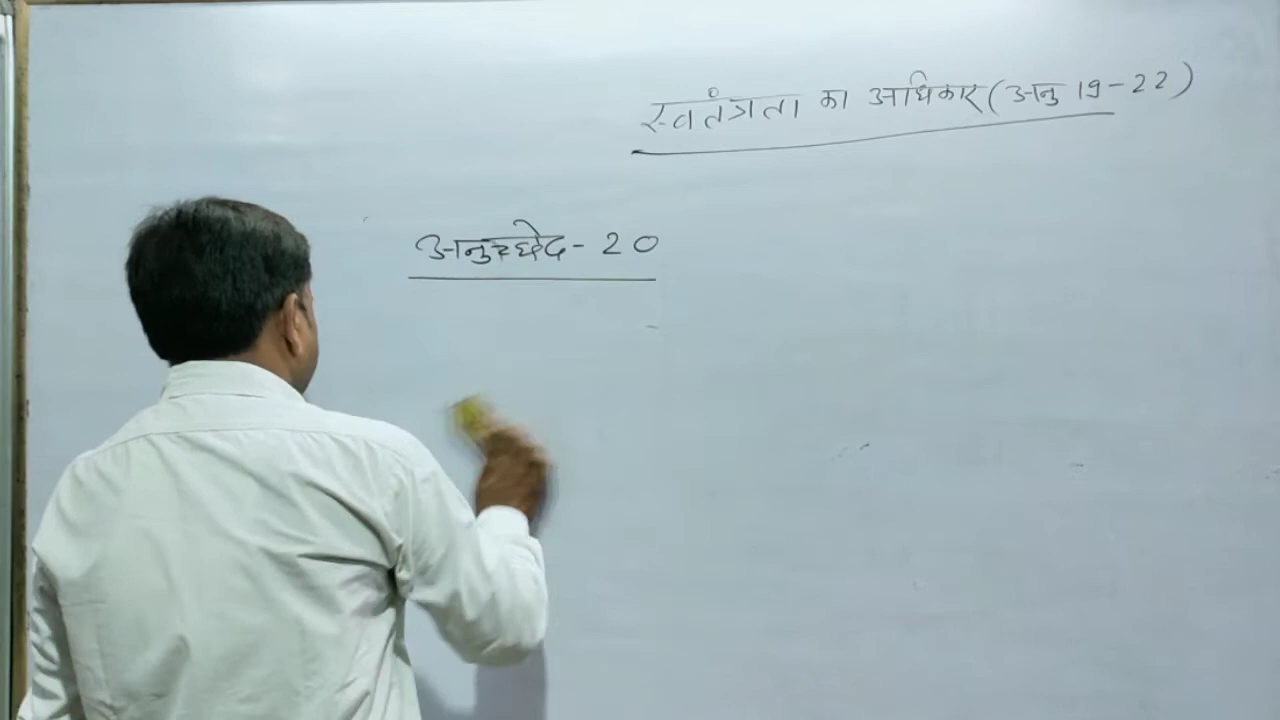 स्वतंत्रता का अधिकार (अनु 19-22)
अनुच्छेद - 20